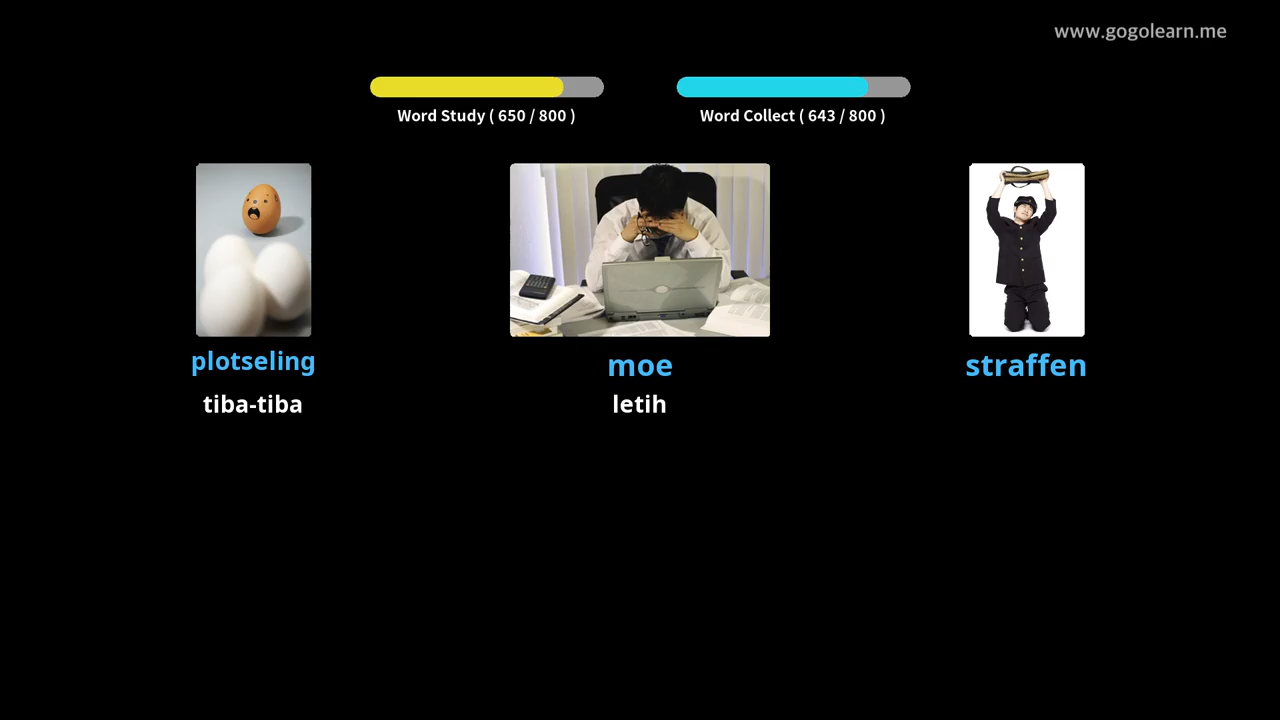 www.gogolearn.me
Word Study ( 650 / 800 )
Word Collect ( 643 / 800 )
plotseling
moe
straffen
tiba-tiba
letih